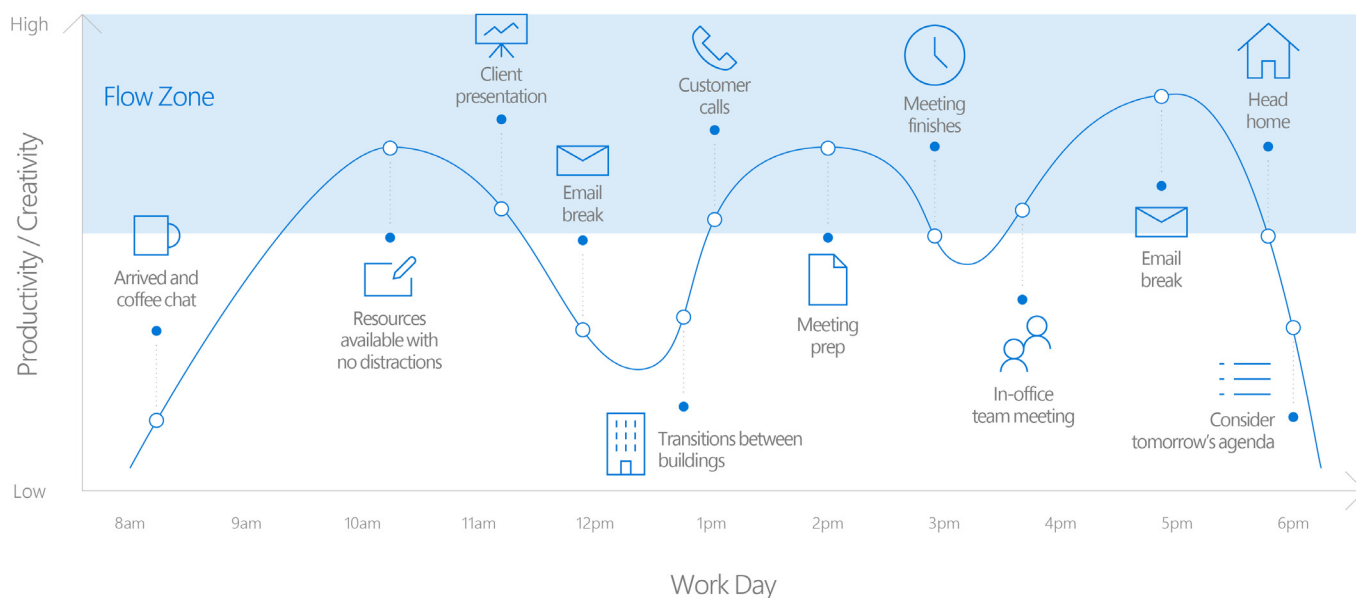 High
Flow Zone
Productivity / Creativity
Low
Arrived and
coffee chat
Resources
available with
no distractions
Client
presentation
Email
break
Transitions between
buildings
Customer
calls
Meeting
prep
Meeting
finishes
In-office
team meeting
Email
break
Head
home
Consider
tomorrow's agenda
8am
9am
10am
11am
12pm
1pm
2pm
3pm
4pm
5pm
6pm
Work Day